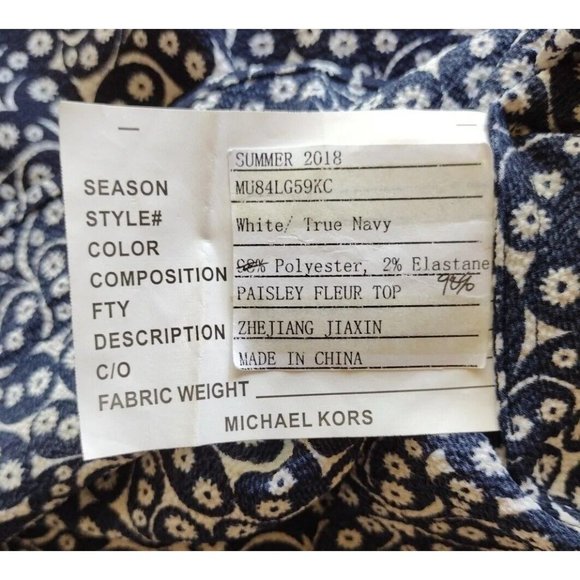 SUMMER 2018
SEASON MU84LG59KC
STYLE#
COLOR White/ True Navy
COMPOSITION 98% Polyester, 2% Elastane
FTY PAISLEY FLEUR TOP
DESCRIPTION ZHEJIANG JIAXIN
C/O MADE IN CHINA
FABRIC WEIGHT
MICHAEL KORS